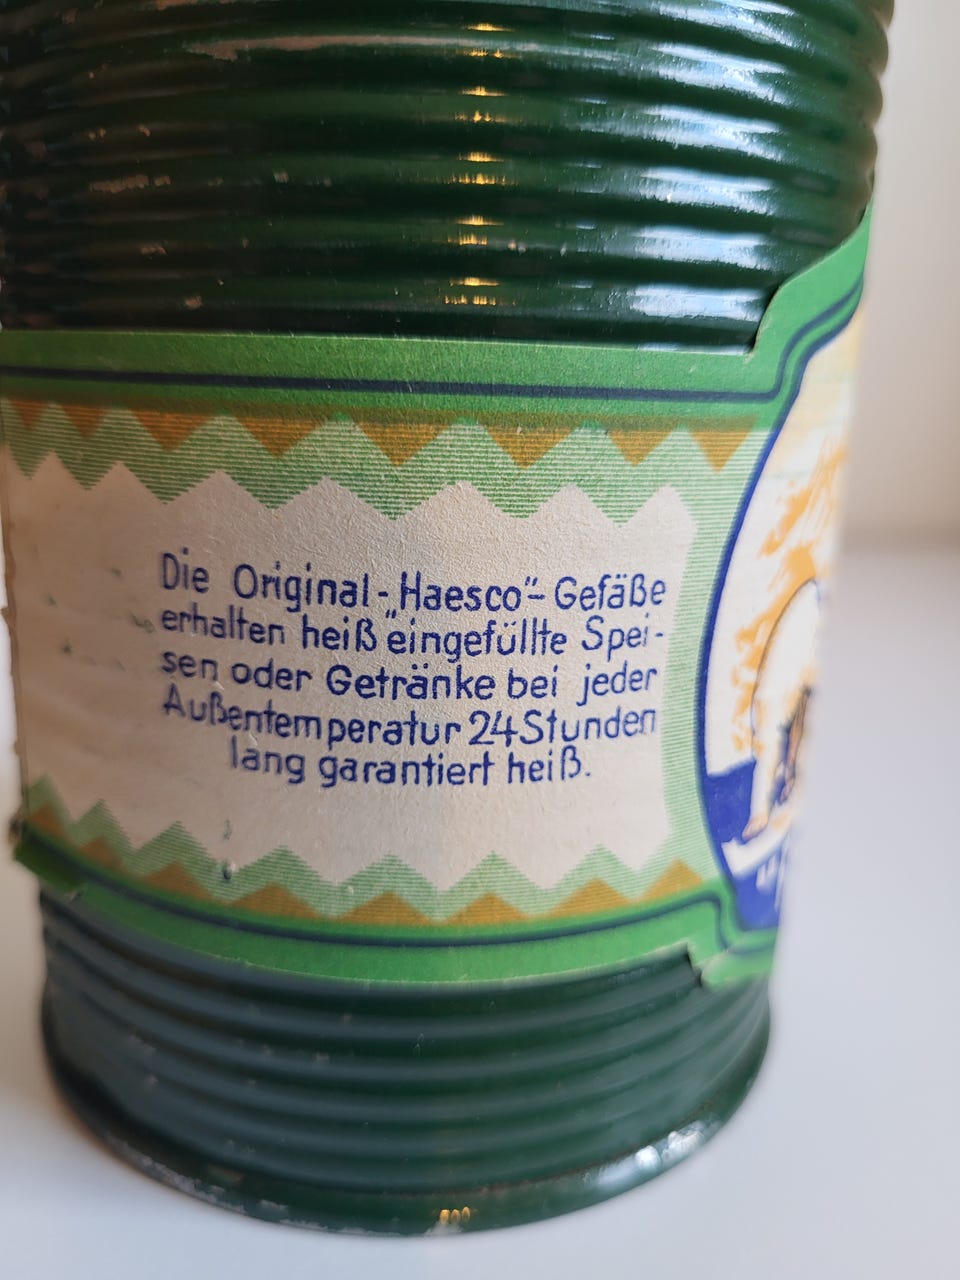 Die Original-„Haesco"-Gefäße
erhalten heiß eingefüllte Spei-
sen oder Getränke bei jeder
Außentemperatur 24 Stunden
lang garantiert heiß.